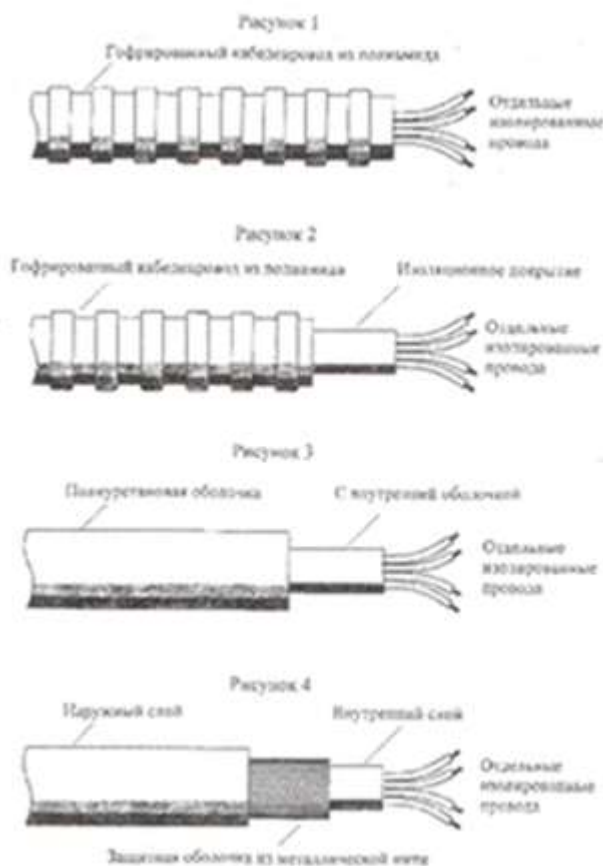 Рисунок 1
Гофрированный кабелепровод из полиамида
Отдельные
изолированные
провода
Рисунок 2
Гофрированный кабелепровод из полиамида
Изоляционное покрытие
Отдельные
изолированные
провода
Рисунок 3
Полиуретановая оболочка
С внутренней оболочкой
Отдельные
изолированные
провода
Рисунок 4
Наружный слой
Внутренний слой
Отдельные
изолированные
провода
Защитная оболочка из металлической нити